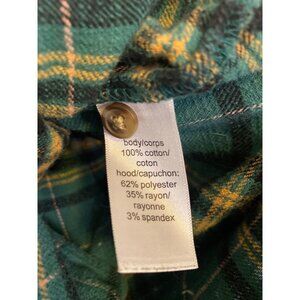 body/corps
100% cotton/
coton
hood/capuchon:
62% polyester
35% rayon/
rayonne
3% spandex